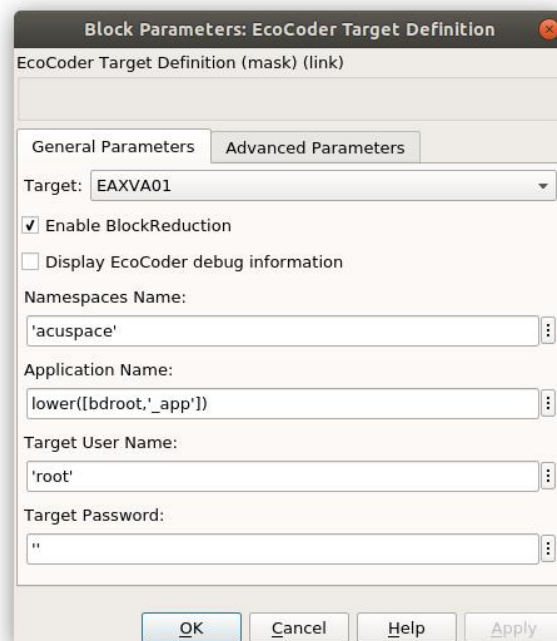 Block Parameters: EcoCoder Target Definition
EcoCoder Target Definition (mask) (link)
General Parameters Advanced Parameters
Target: EAXVA01
Enable BlockReduction
Display EcoCoder debug information
Namespaces Name:
'acuspace'
Application Name:
lower([bdroot,'_app'])
Target User Name:
'root'
Target Password:
''
OK Cancel Help Apply